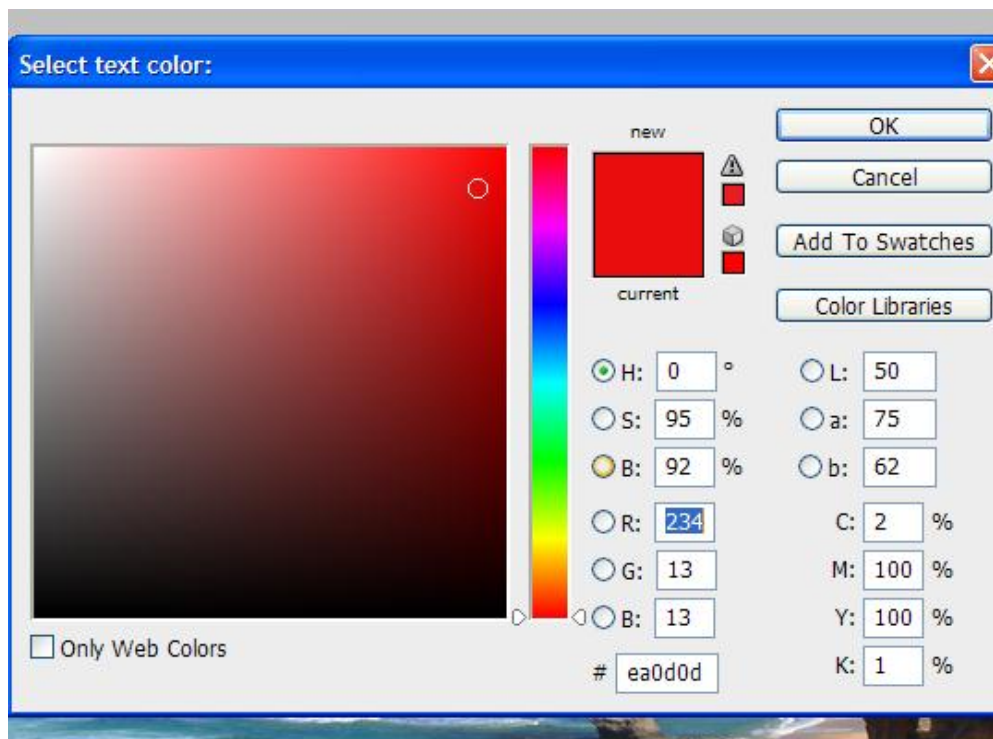 Select text color:
new
current
OK
Cancel
Add To Swatches
Color Libraries
H: 0 °
S: 95 %
B: 92 %
R: 234
G: 13
B: 13
# ea0d0d
L: 50
a: 75
b: 62
C: 2 %
M: 100 %
Y: 100 %
K: 1 %
Only Web Colors